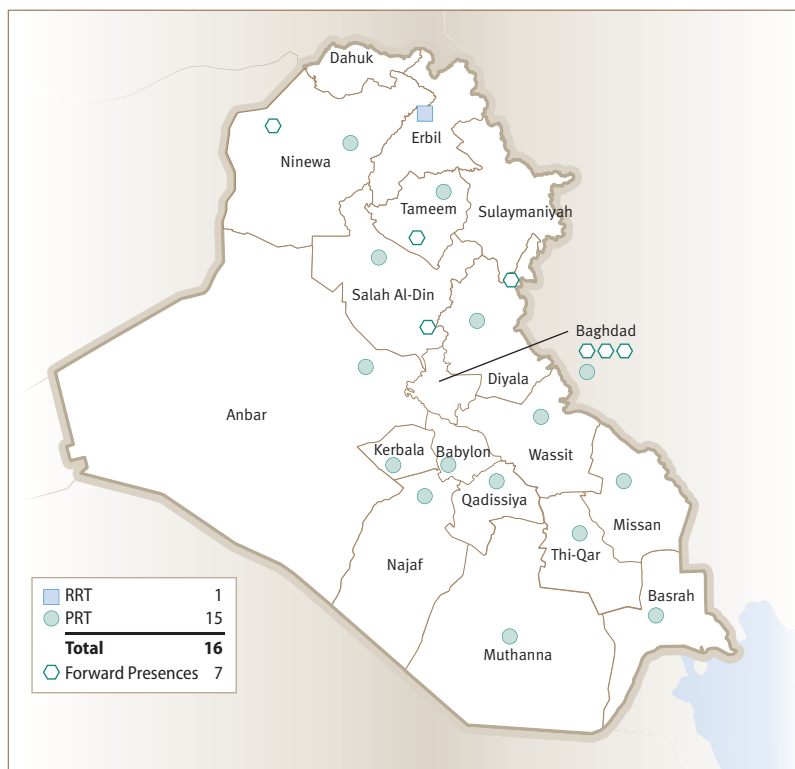 Dahuk
Erbil
Ninewa
Tameem
Sulaymaniyah
Salah Al-Din
Baghdad
Diyala
Anbar
Kerbala
Babylon
Wassit
Qadissiya
Missan
Thi-Qar
Najaf
Basrah
Muthanna
RRT 1
PRT 15
Total 16
Forward Presences 7